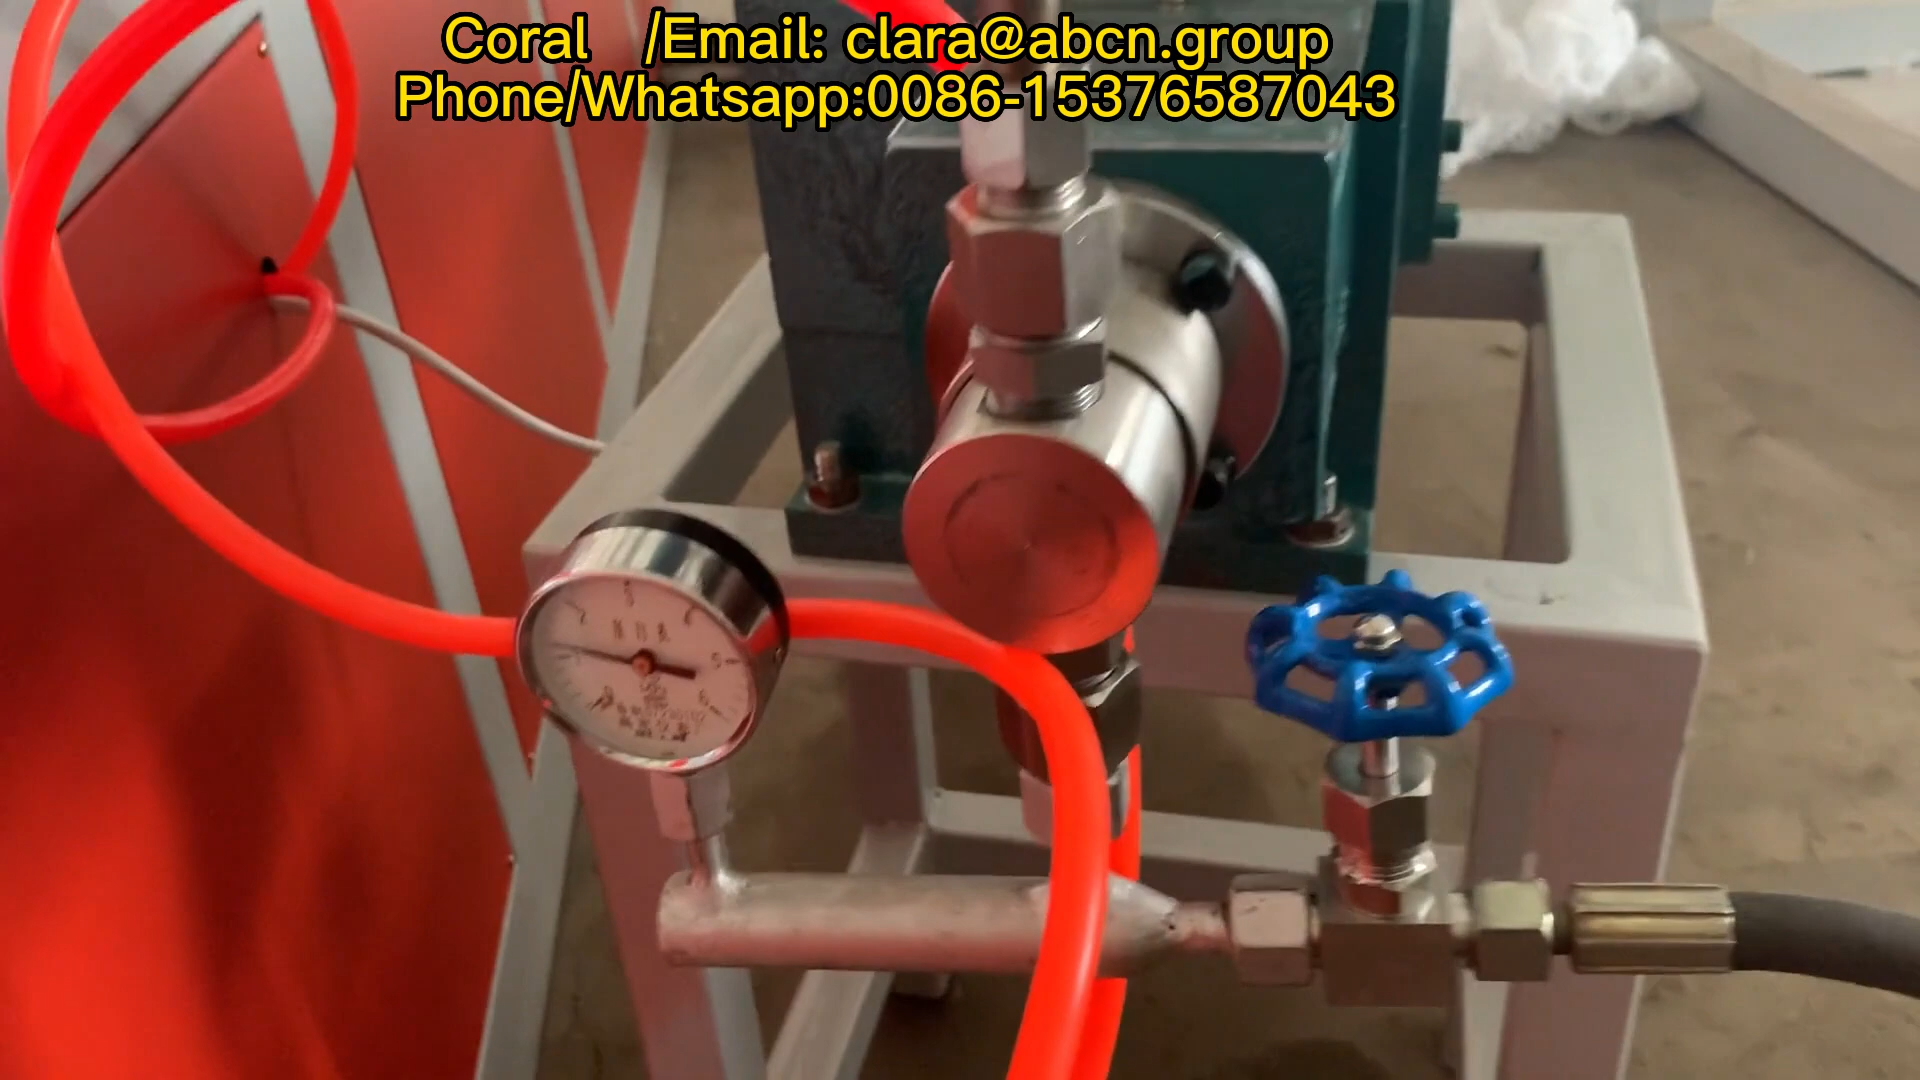 Coral /Email: clara@abcn.group
Phone/Whatsapp:0086-15376587043